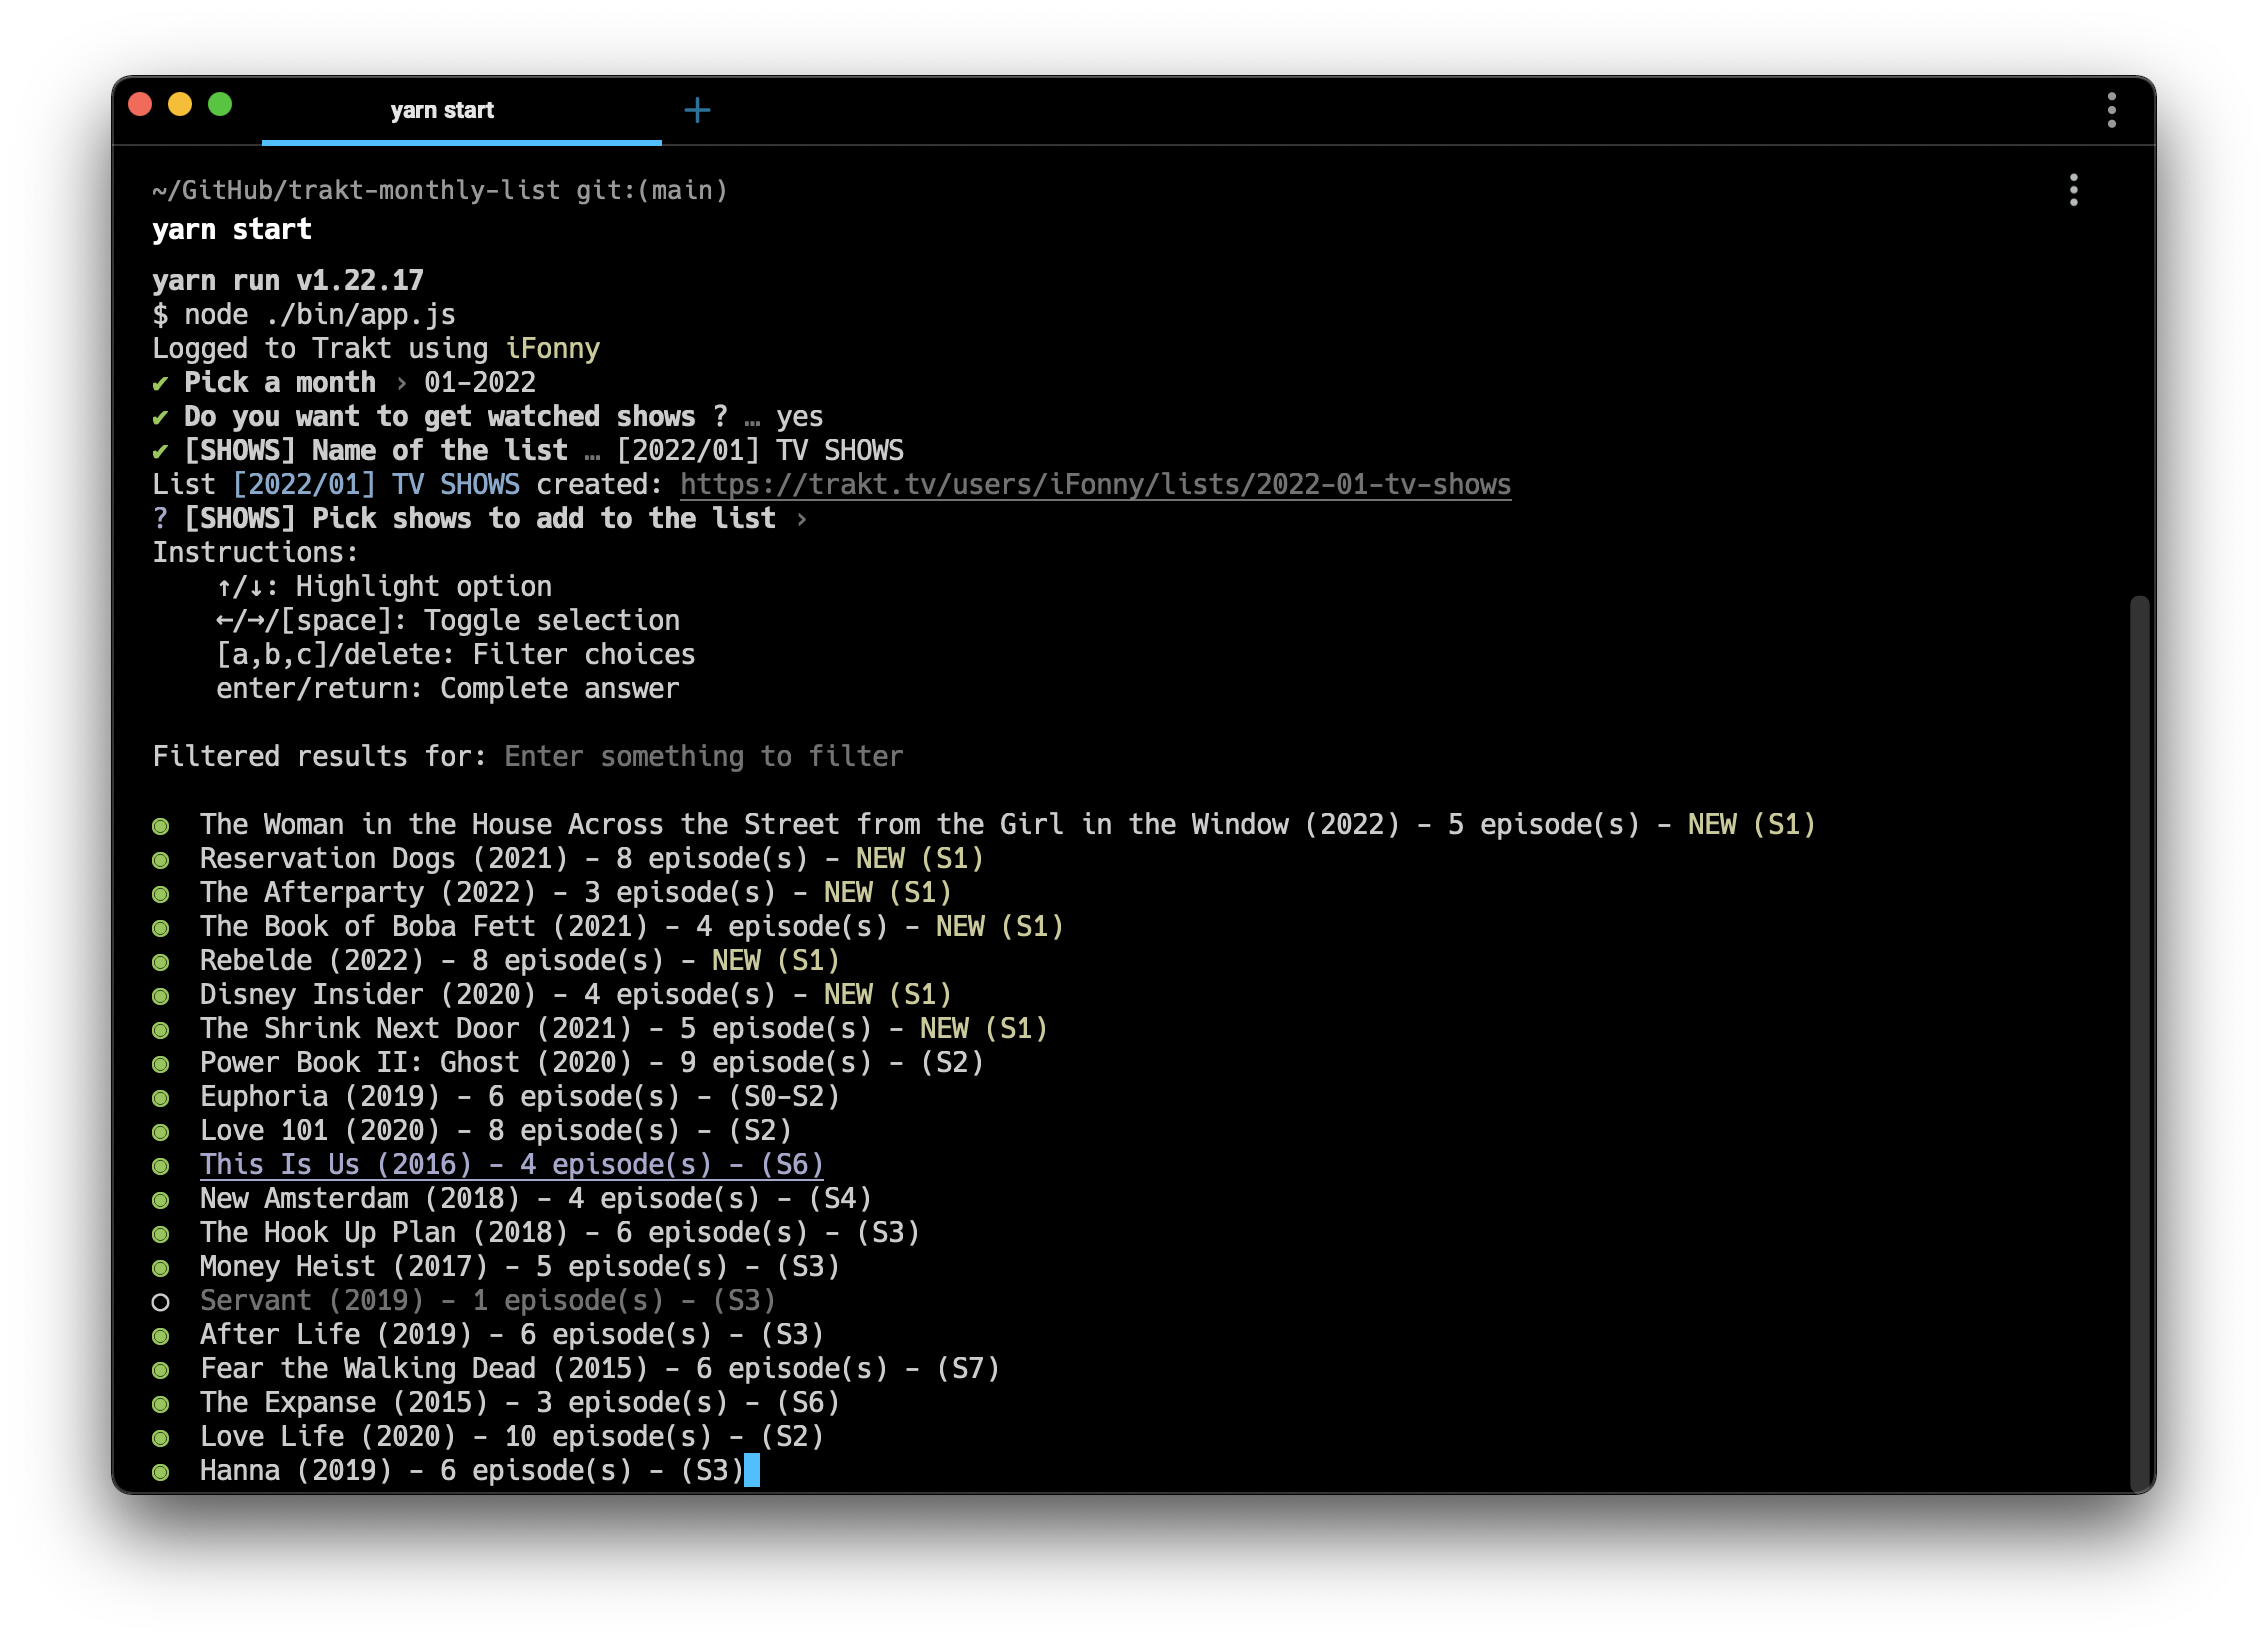 yarn start
~/GitHub/trakt-monthly-list git:(main)
yarn start
yarn run v1.22.17
$ node ./bin/app.js
Logged to Trakt using iFonny
✔ Pick a month › 01-2022
✔ Do you want to get watched shows ? … yes
✔ [SHOWS] Name of the list … [2022/01] TV SHOWS
List [2022/01] TV SHOWS created: https://trakt.tv/users/iFonny/lists/2022-01-tv-shows
? [SHOWS] Pick shows to add to the list ›
Instructions:
↑/↓: Highlight option
←/→/[space]: Toggle selection
[a,b,c]/delete: Filter choices
enter/return: Complete answer
Filtered results for: Enter something to filter
◉ The Woman in the House Across the Street from the Girl in the Window (2022) - 5 episode(s) - NEW (S1)
◉ Reservation Dogs (2021) - 8 episode(s) - NEW (S1)
◉ The Afterparty (2022) - 3 episode(s) - NEW (S1)
◉ The Book of Boba Fett (2021) - 4 episode(s) - NEW (S1)
◉ Rebelde (2022) - 8 episode(s) - NEW (S1)
◉ Disney Insider (2020) - 4 episode(s) - NEW (S1)
◉ The Shrink Next Door (2021) - 5 episode(s) - NEW (S1)
◉ Power Book II: Ghost (2020) - 9 episode(s) - (S2)
◉ Euphoria (2019) - 6 episode(s) - (S0-S2)
◉ Love 101 (2020) - 8 episode(s) - (S2)
◉ This Is Us (2016) - 4 episode(s) - (S6)
◉ New Amsterdam (2018) - 4 episode(s) - (S4)
◉ The Hook Up Plan (2018) - 6 episode(s) - (S3)
◉ Money Heist (2017) - 5 episode(s) - (S3)
◯ Servant (2019) - 1 episode(s) - (S3)
◉ After Life (2019) - 6 episode(s) - (S3)
◉ Fear the Walking Dead (2015) - 6 episode(s) - (S7)
◉ The Expanse (2015) - 3 episode(s) - (S6)
◉ Love Life (2020) - 10 episode(s) - (S2)
◉ Hanna (2019) - 6 episode(s) - (S3)